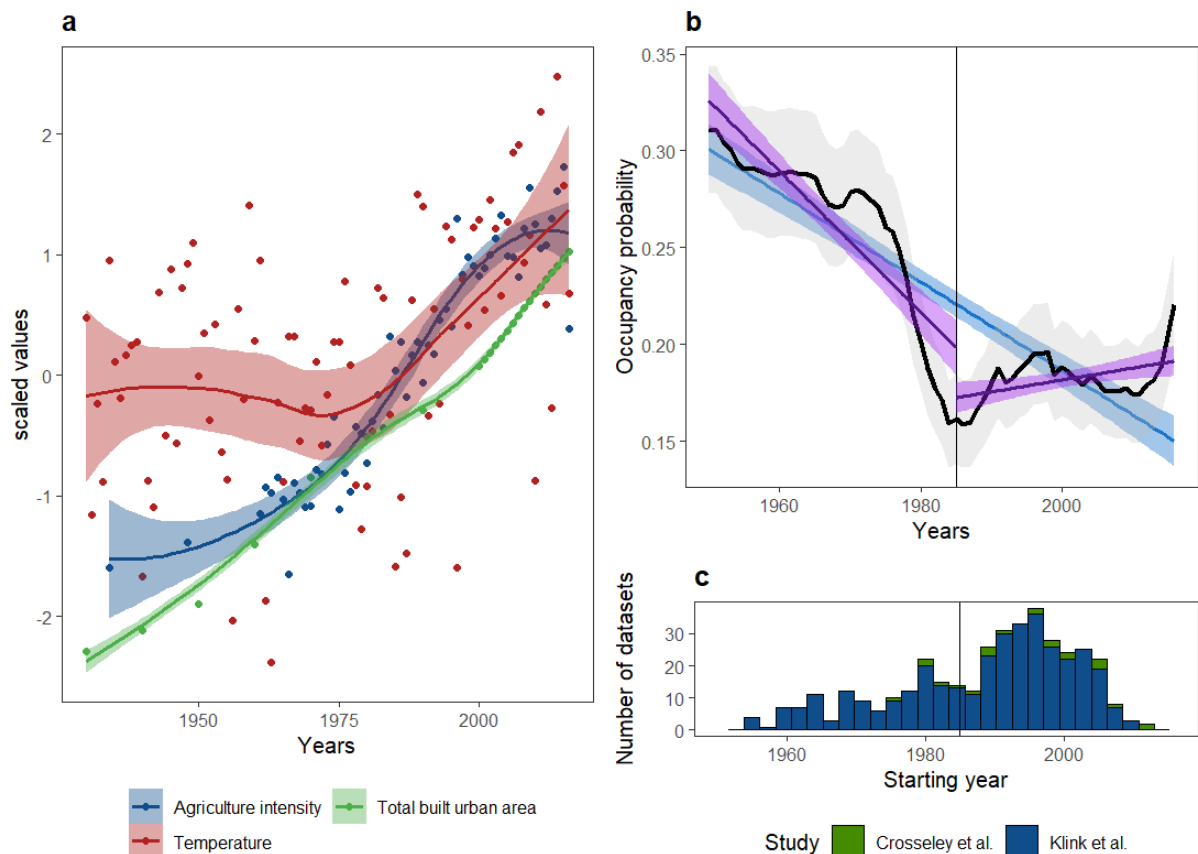 a
scaled values
2
1
0
-1
-2
1950
1975
2000
Years
Agriculture intensity
Total built urban area
Temperature
b
Occupancy probability
0.35
0.30
0.25
0.20
0.15
1960
1980
2000
Years
c
Number of datasets
30
20
10
0
1960
1980
2000
Starting year
Study
Crosseley et al.
Klink et al.